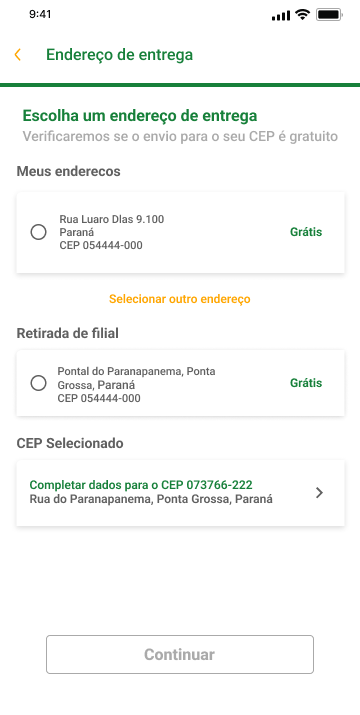 9:41
Endereço de entrega
Escolha um endereço de entrega
Verificaremos se o envio para o seu CEP é gratuito
Meus enderecos
Rua Luaro Dlas 9.100
Paraná
CEP 054444-000
Grátis
Selecionar outro endereço
Retirada de filial
Pontal do Paranapanema, Ponta
Grossa, Paraná
CEP 054444-000
Grátis
CEP Selecionado
Completar dados para o CEP 073766-222
Rua do Paranapanema, Ponta Grossa, Paraná
Continuar